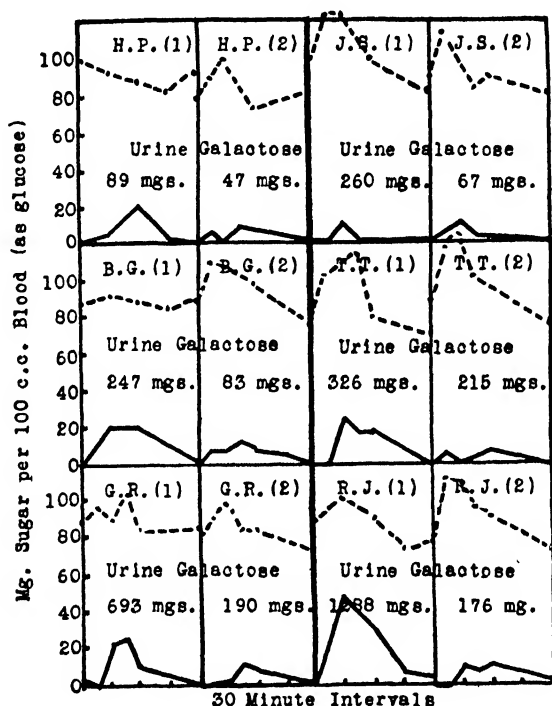 Mg. Sugar per 100 c.c. Blood (as glucose)
H.P.(1) H.P.(2) J.S.(1) J.S.(2)
100
80
60
Urine Galactose Urine Galactose
40
89 mgs. 47 mgs. 260 mgs. 67 mgs.
20
0
B.G.(1) B.G.(2) T.T.(1) T.T.(2)
100
80
60
Urine Galactose Urine Galactose
40
247 mgs. 83 mgs. 326 mgs. 215 mgs.
20
0
G.R.(1) G.R.(2) R.J.(1) R.J.(2)
100
80
60
Urine Galactose Urine Galactose
40
693 mgs. 190 mgs. mgs. 176 mg.
20
0
30 Minute Intervals